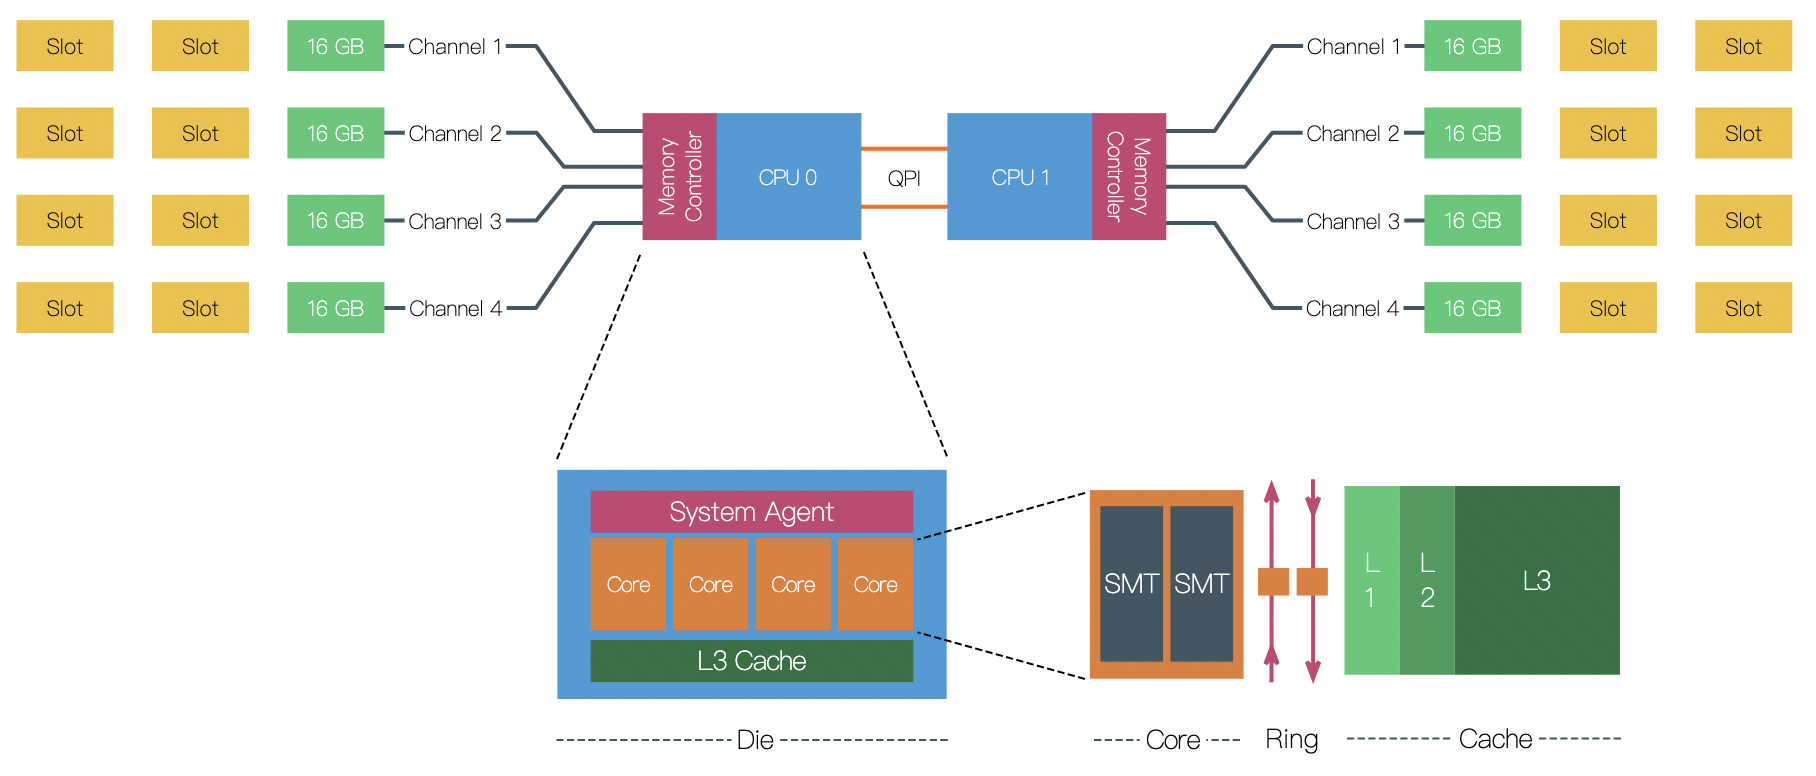 Slot Slot 16 GB Channel 1 Channel 1 16 GB Slot Slot
Slot Slot 16 GB Channel 2 Channel 2 16 GB Slot Slot
Memory
Controller
CPU 0 QPI CPU 1
Memory
Controller
Slot Slot 16 GB Channel 3 Channel 3 16 GB Slot Slot
Slot Slot 16 GB Channel 4 Channel 4 16 GB Slot Slot
System Agent
Core Core Core Core
L3 Cache
SMT SMT
L
1
L
2
L3
Die Core Ring Cache